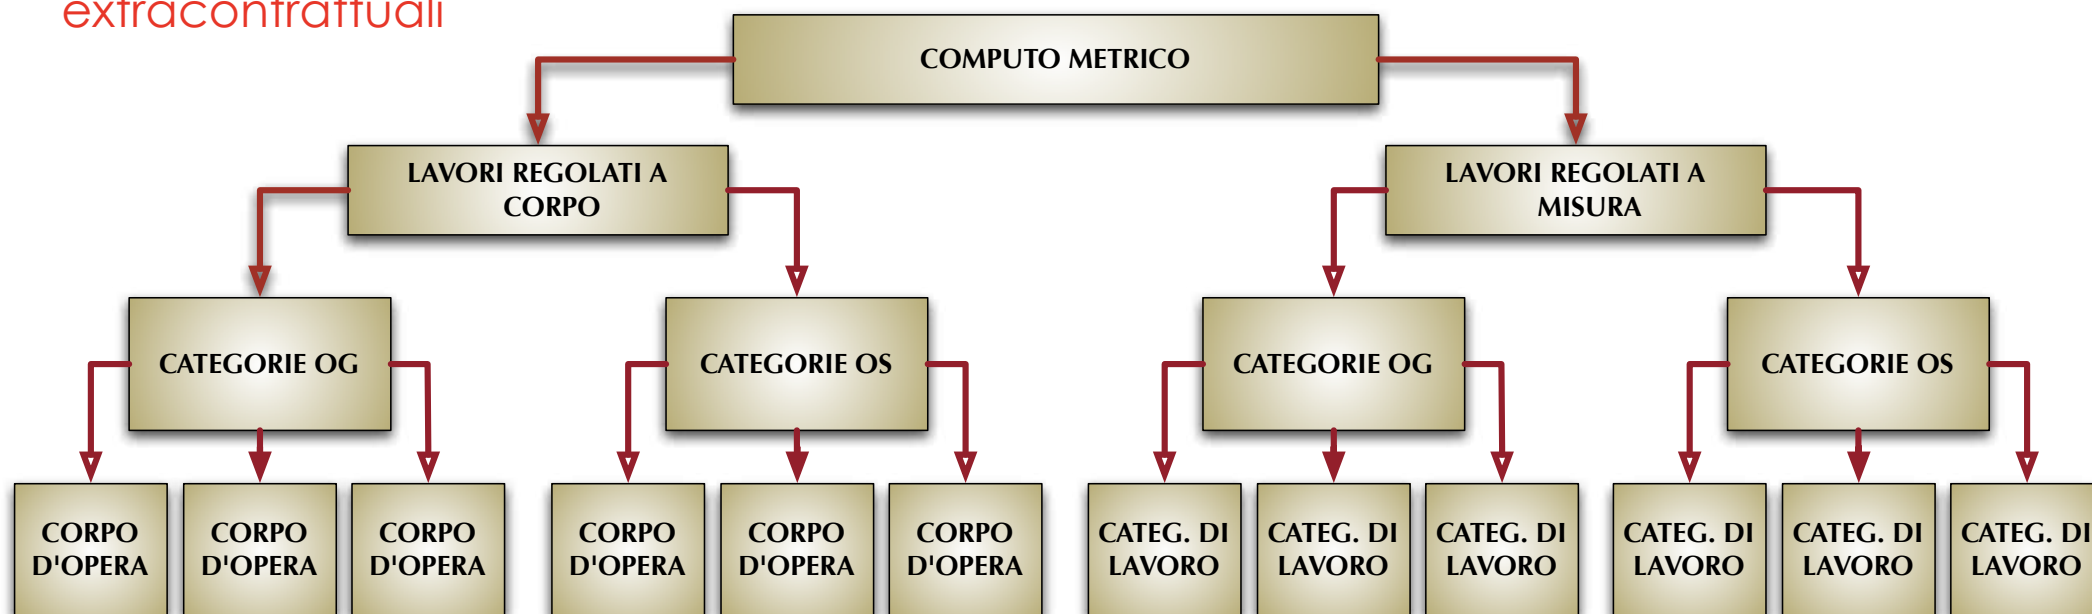 extracontrattuali
COMPUTO METRICO
LAVORI REGOLATI A
CORPO
LAVORI REGOLATI A
MISURA
CATEGORIE OG
CATEGORIE OS
CATEGORIE OG
CATEGORIE OS
CORPO
D'OPERA
CORPO
D'OPERA
CORPO
D'OPERA
CORPO
D'OPERA
CORPO
D'OPERA
CORPO
D'OPERA
CATEG. DI
LAVORO
CATEG. DI
LAVORO
CATEG. DI
LAVORO
CATEG. DI
LAVORO
CATEG. DI
LAVORO
CATEG. DI
LAVORO